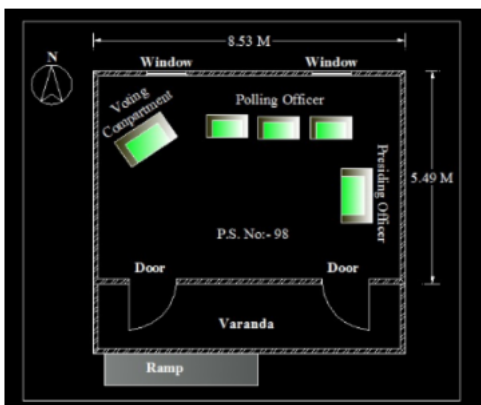 8.53 M
N
Window
Window
Voting
Compartment
Polling Officer
Presiding Officer
5.49 M
P.S. No:- 98
Door
Door
Varanda
Ramp